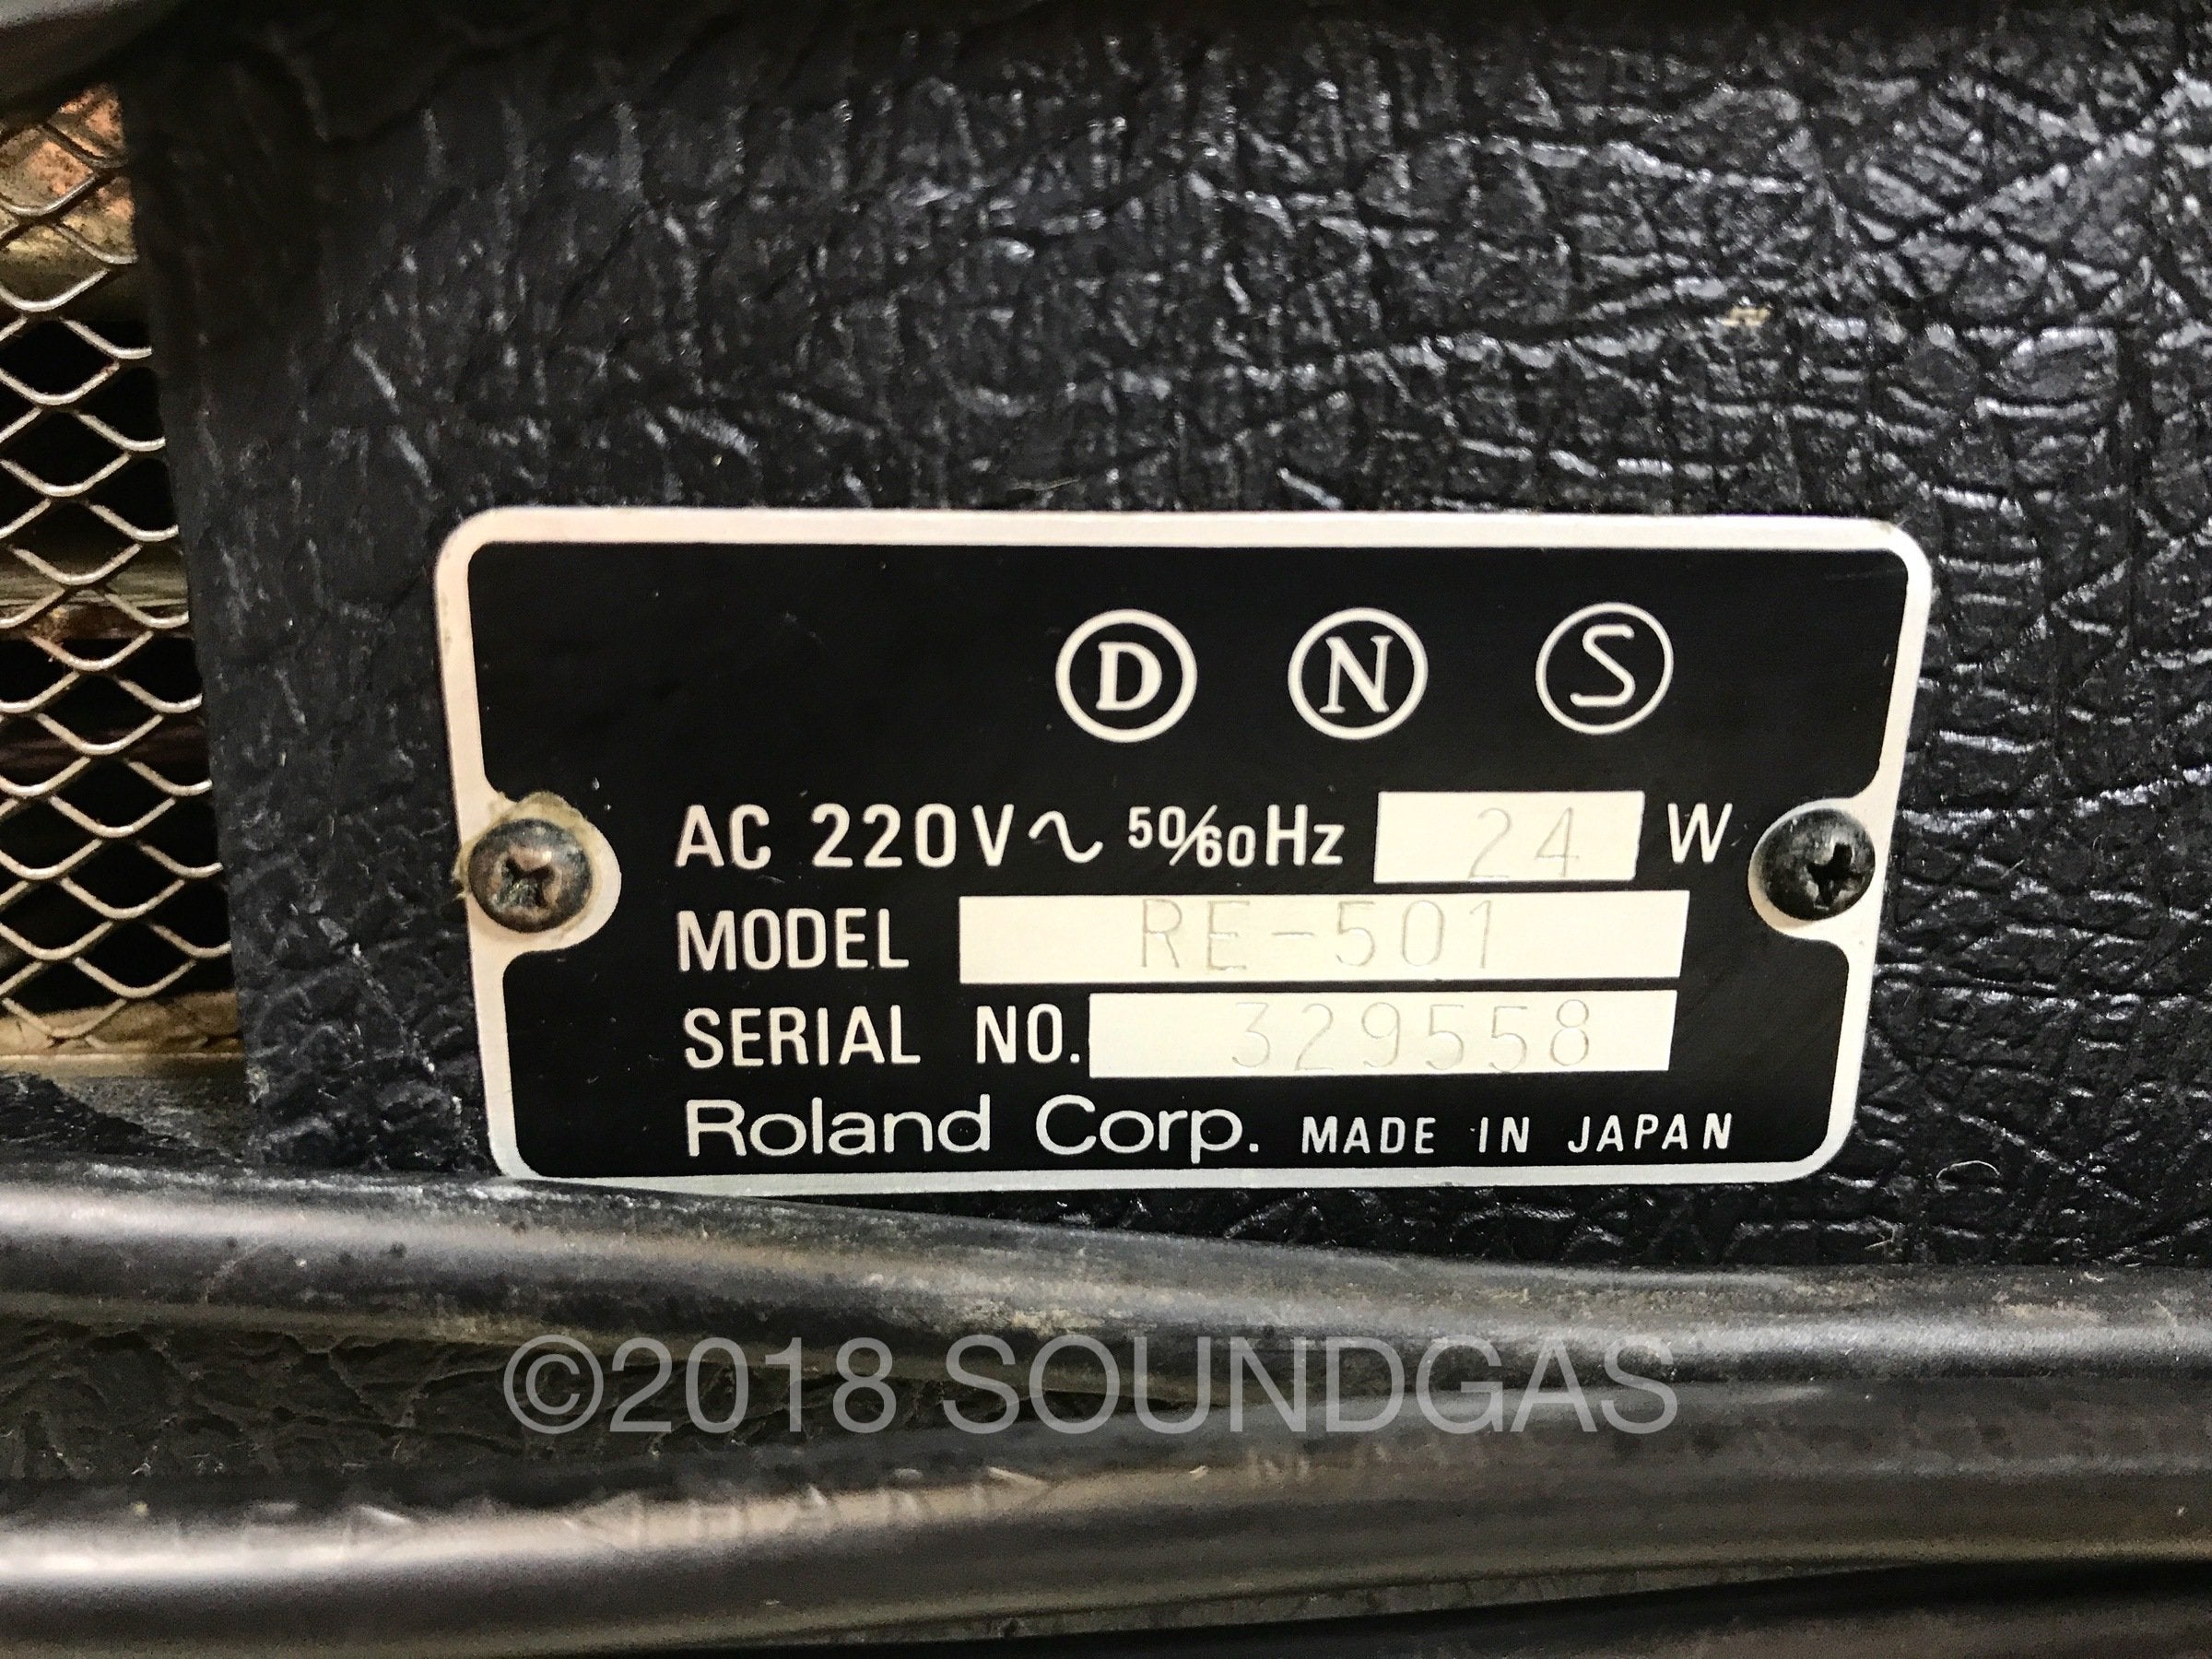 D N S
AC 220V~ 50/60Hz 24 W
MODEL RE-501
SERIAL NO. 329558
Roland Corp. MADE IN JAPAN
©2018 SOUNDGAS